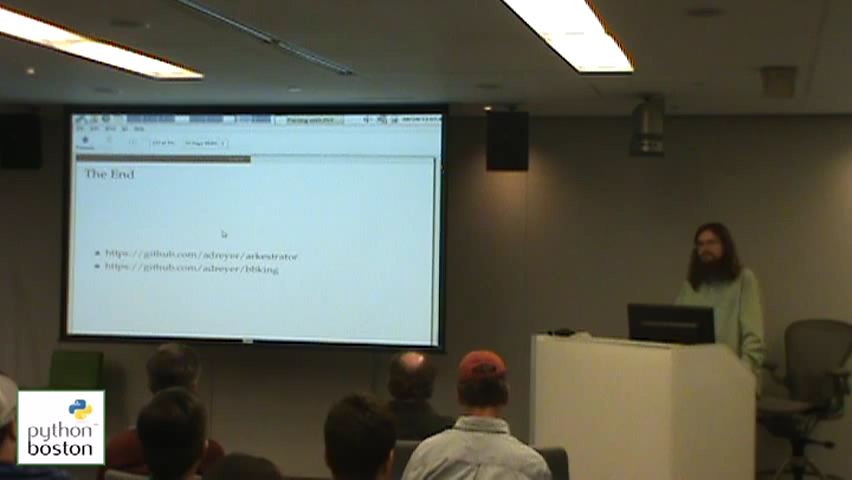 The End
https://github.com/adreyer/arkestrator
https://github.com/adreyer/bbking
python
boston